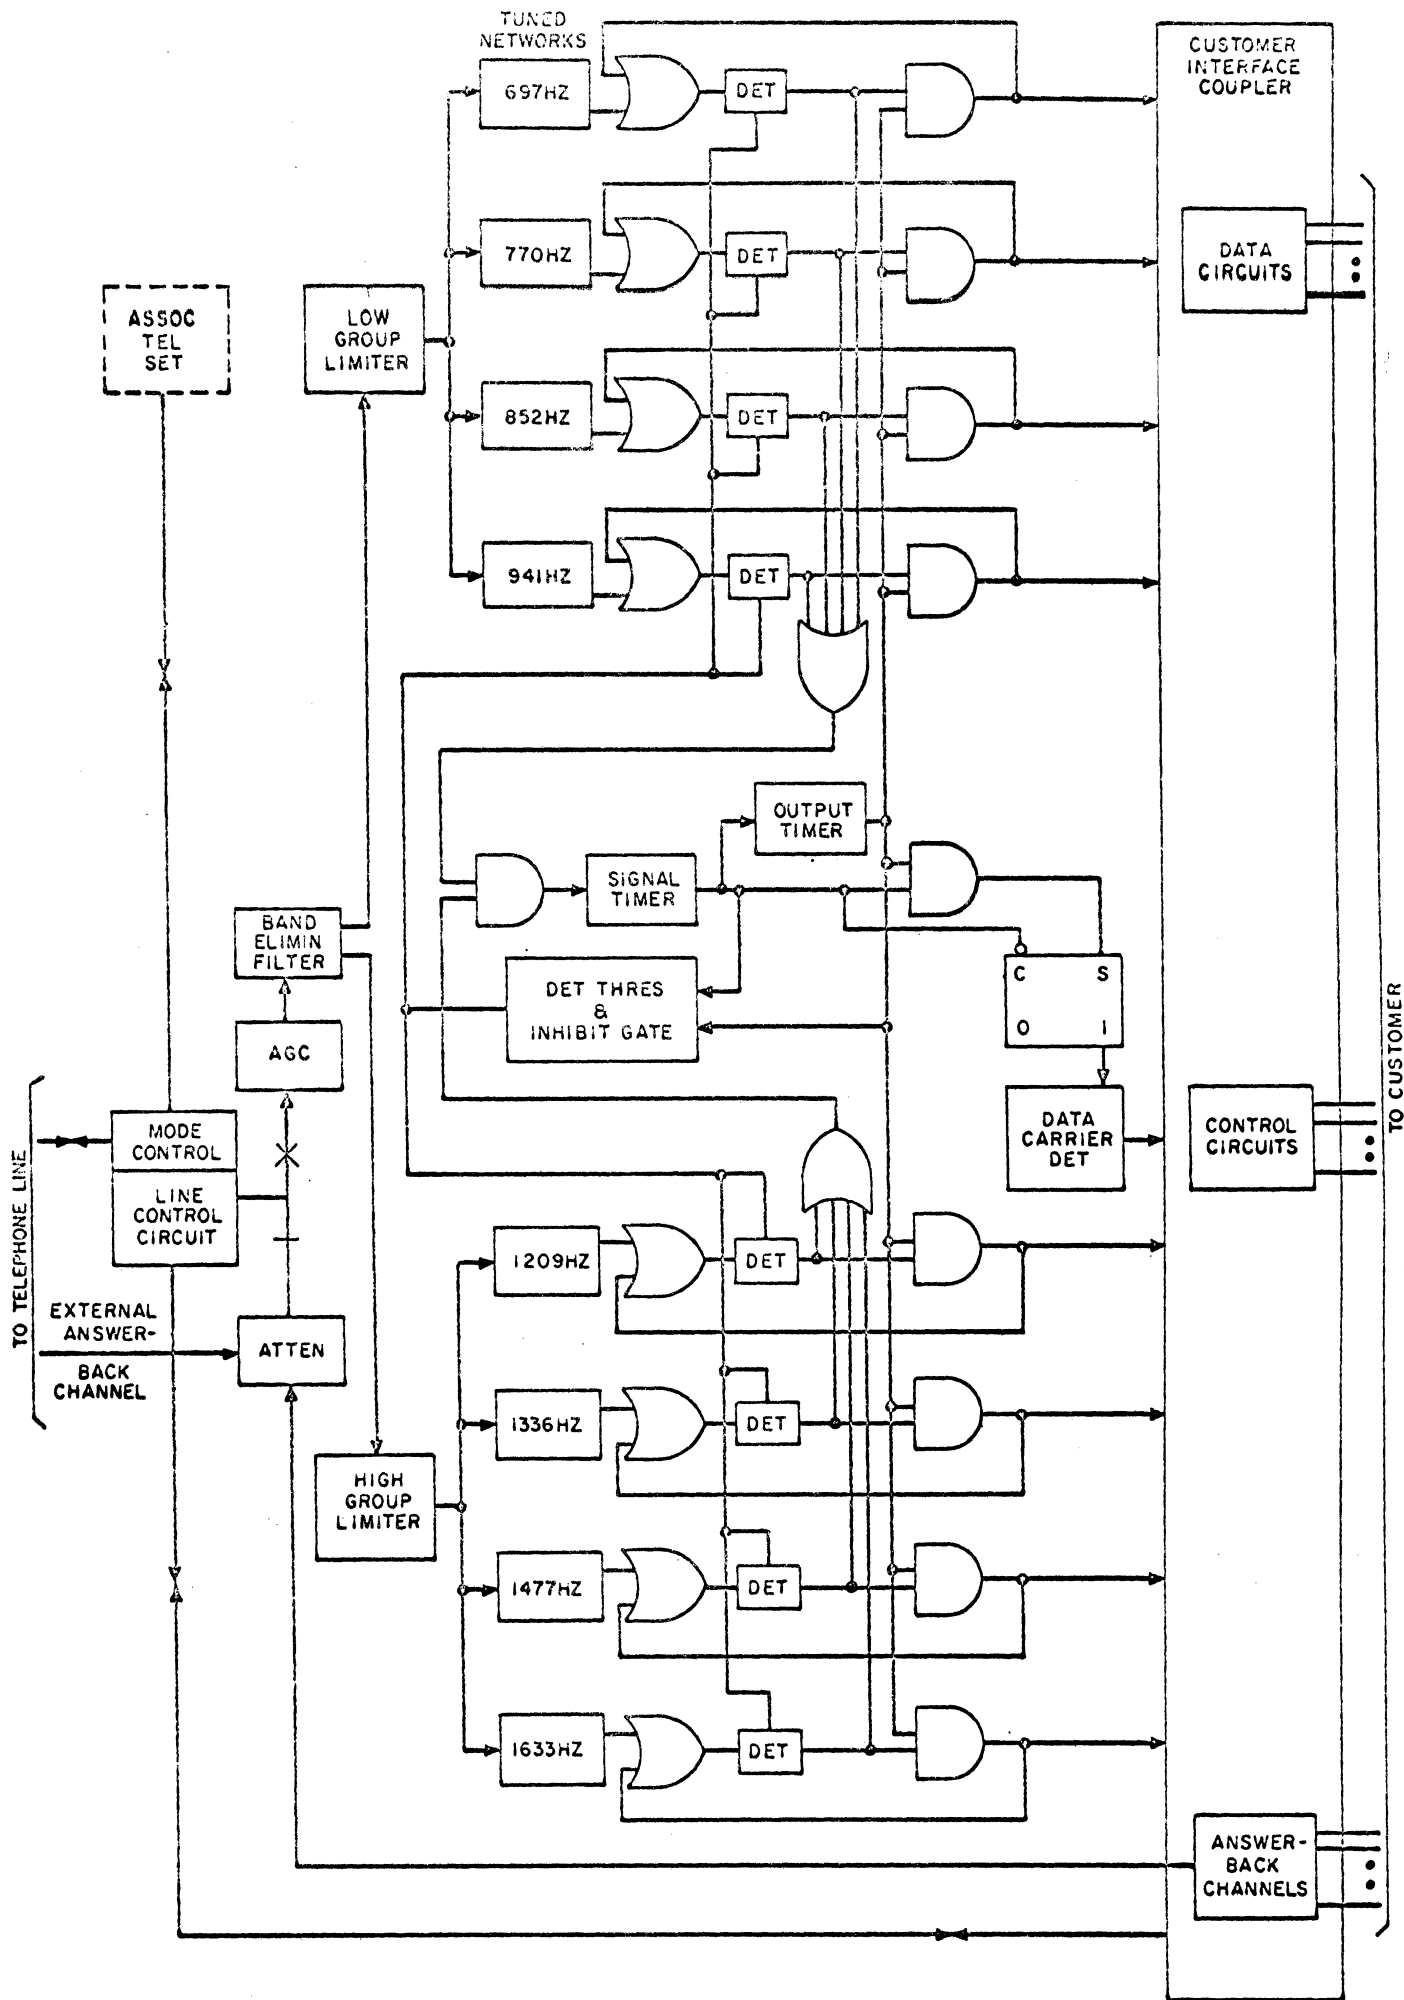 TUNED
NETWORKS
697HZ
DET
CUSTOMER
INTERFACE
COUPLER
770HZ
DET
DATA
CIRCUITS
ASSOC
TEL
SET
LOW
GROUP
LIMITER
852HZ
DET
941HZ
DET
OUTPUT
TIMER
SIGNAL
TIMER
BAND
ELIMIN
FILTER
DET THRES
&
INHIBIT GATE
C S
O I
AGC
DATA
CARRIER
DET
CONTROL
CIRCUITS
TO CUSTOMER
MODE
CONTROL
LINE
CONTROL
CIRCUIT
TO TELEPHONE LINE
EXTERNAL
ANSWER-
BACK
CHANNEL
ATTEN
1209HZ
DET
1336HZ
DET
HIGH
GROUP
LIMITER
1477HZ
DET
1633HZ
DET
ANSWER-
BACK
CHANNELS